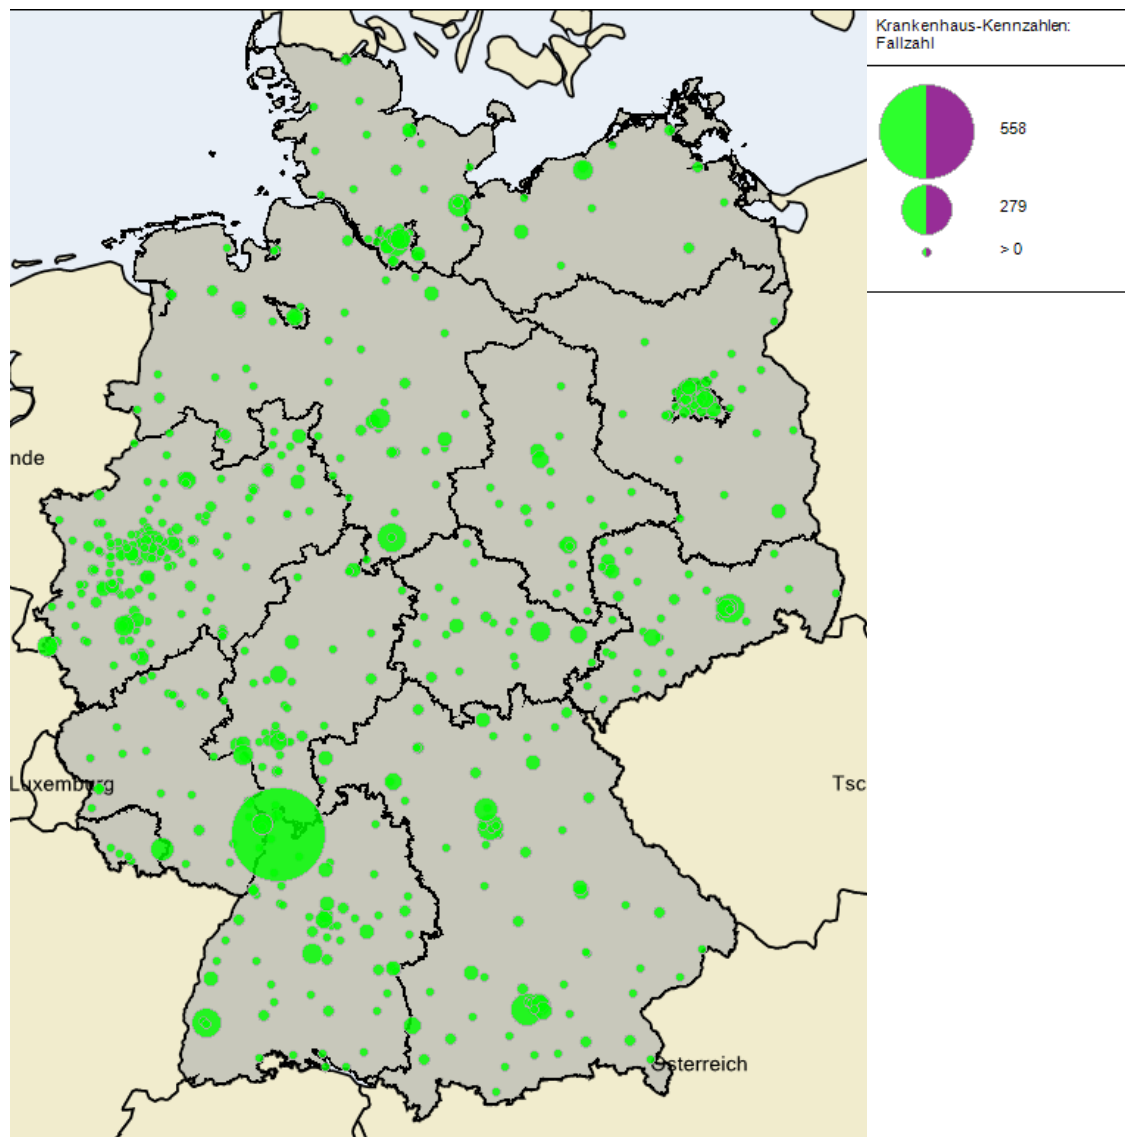 Krankenhaus-Kennzahlen:
Fallzahl
558
279
> 0
nde
Luxemburg
Tsc
Österreich